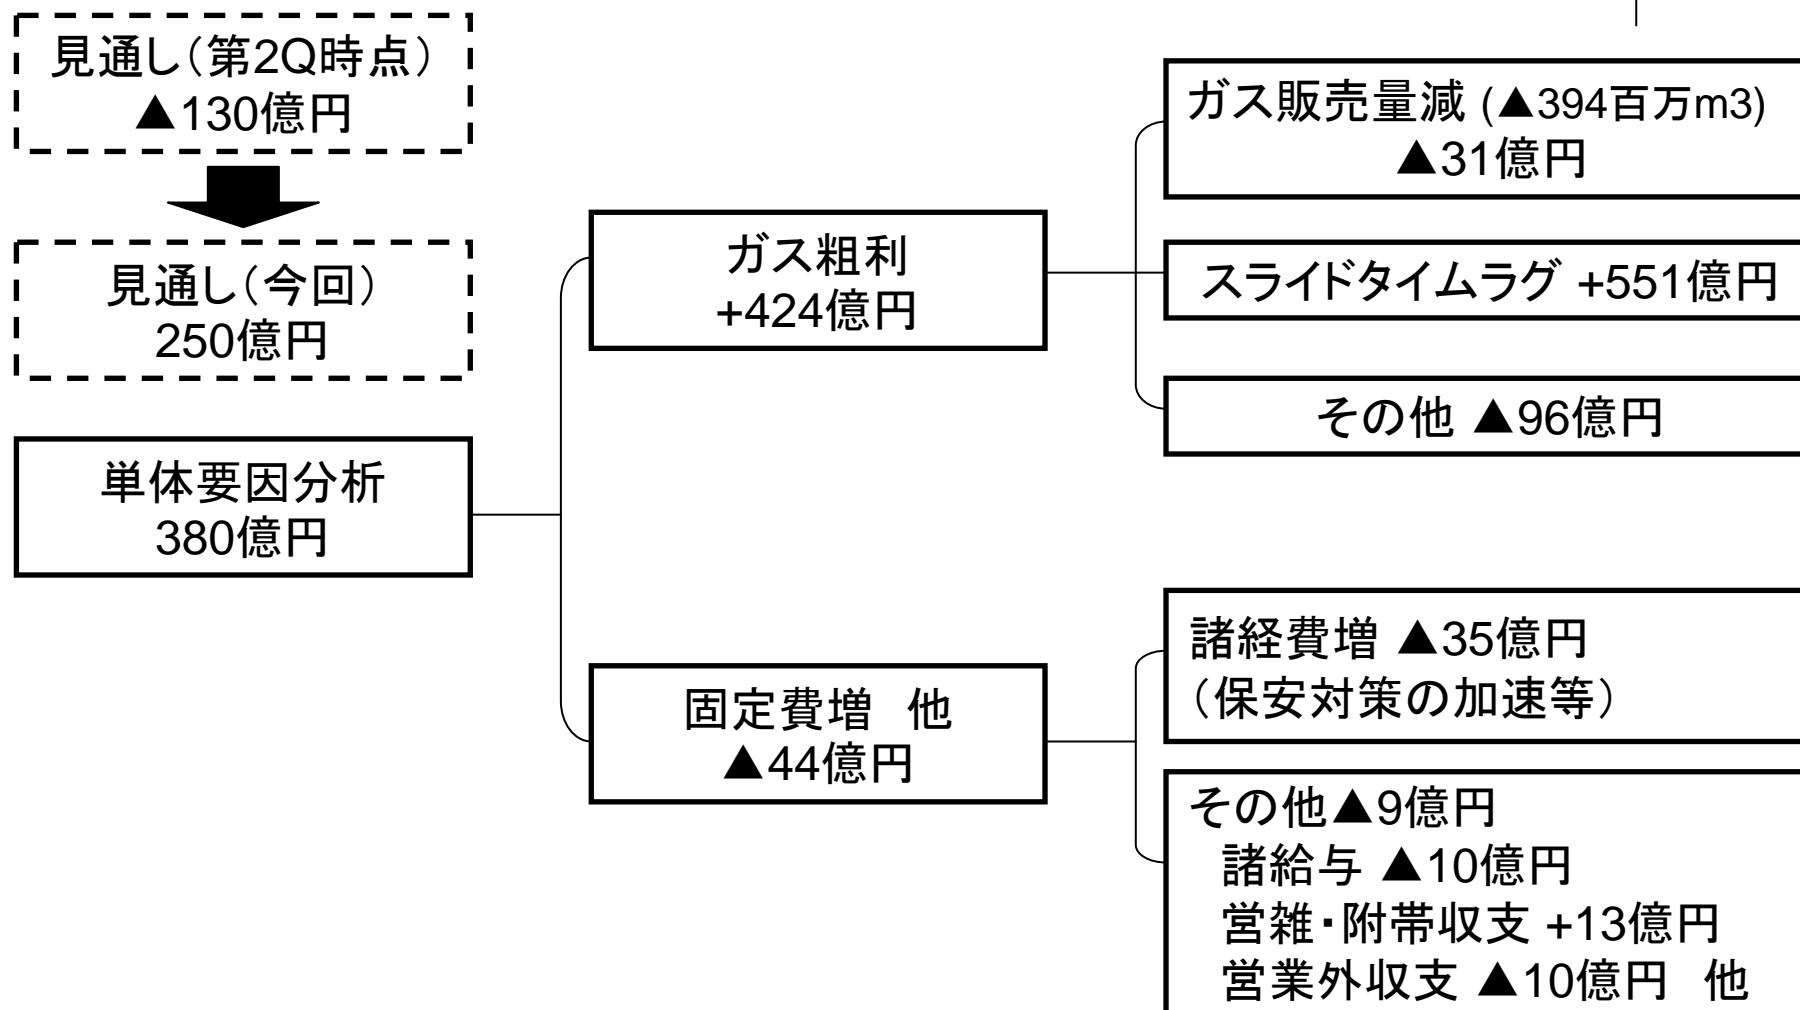 見通し（第2Q時点）
▲130億円
見通し（今回）
250億円
単体要因分析
380億円
ガス粗利
+424億円
固定費増　他
▲44億円
ガス販売量減 (▲394百万m3)
▲31億円
スライドタイムラグ +551億円
その他 ▲96億円
諸経費増 ▲35億円
（保安対策の加速等）
その他▲9億円
諸給与 ▲10億円
営雑・附帯収支 +13億円
営業外収支 ▲10億円　他